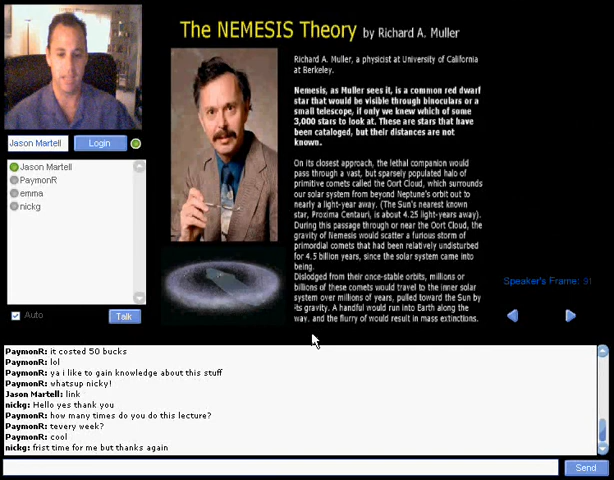 The NEMESIS Theory by Richard A. Muller
Richard A. Muller, a physicist at University of California
at Berkeley.
Nemesis, as Muller sees it, is a common red dwarf
star that would be visible through binoculars or a
small telescope, if only we knew which of some
3,000 stars to look at. These are stars that have
been cataloged, but their distances are not
known.
On its closest approach, the lethal companion would
pass through a vast, but sparsely populated halo of
primitive comets called the Oort Cloud, which surrounds
our solar system from beyond Neptune's orbit out to
nearly a light-year away. (The Sun's nearest known
star, Proxima Centauri, is about 4.25 light-years away).
During this passage through or near the Oort Cloud, the
gravity of Nemesis would scatter a furious storm of
primordial comets that had been relatively undisturbed
for 4.5 billion years, since the solar system came into
being.
Dislodged from their once-stable orbits, millions or
billions of these comets would travel to the inner solar
system over millions of years, pulled toward the Sun by
its gravity. A handful would run into Earth along the
way, and the flurry of would result in mass extinctions.
Jason Martell
Login
Jason Martell
PaymonR
emma
nickg
Auto
Talk
Speaker's Frame: 91
PaymonR: it costed 50 bucks
PaymonR: lol
PaymonR: ya i like to gain knowledge about this stuff
PaymonR: whatsup nicky!
Jason Martell: link
nickg: Hello yes thank you
PaymonR: how many times do you do this lecture?
PaymonR: tevery week?
PaymonR: cool
nickg: frist time for me but thanks again
Send